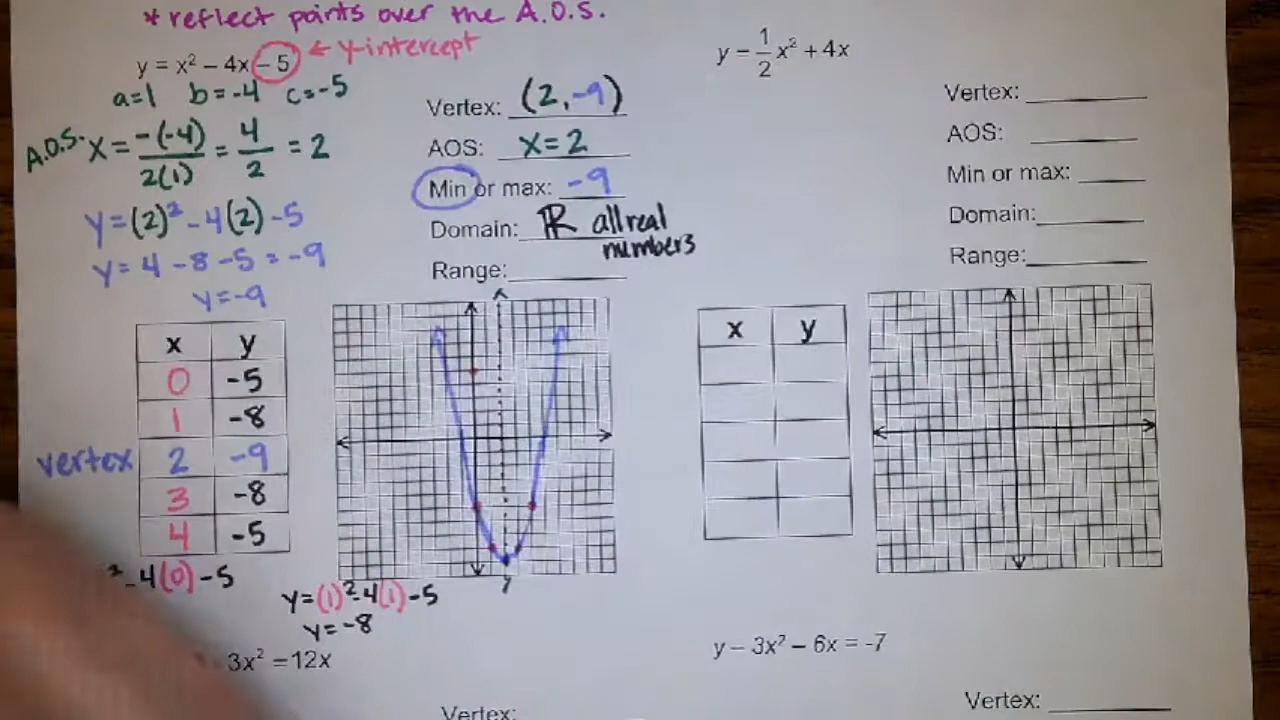 * reflect points over the A.O.S.
y = x² – 4x – 5 ← y-intercept
a=1 b=-4 c=-5
A.O.S. x = -(-4)/2(1) = 4/2 = 2
y=(2)² -4(2) -5
y= 4 -8 -5 = -9
y=-9
Vertex: (2,-9)
AOS: x=2
Min or max: -9
Domain: ℝ all real
numbers
Range:
x y
0 -5
1 -8
vertex 2 -9
3 -8
4 -5
² -4(0) -5
y=(1)²-4(1)-5
y=-8
y = 1/2 x² + 4x
Vertex:
AOS:
Min or max:
Domain:
Range:
x y
3x² = 12x
Vertex:
y – 3x² – 6x = -7
Vertex: